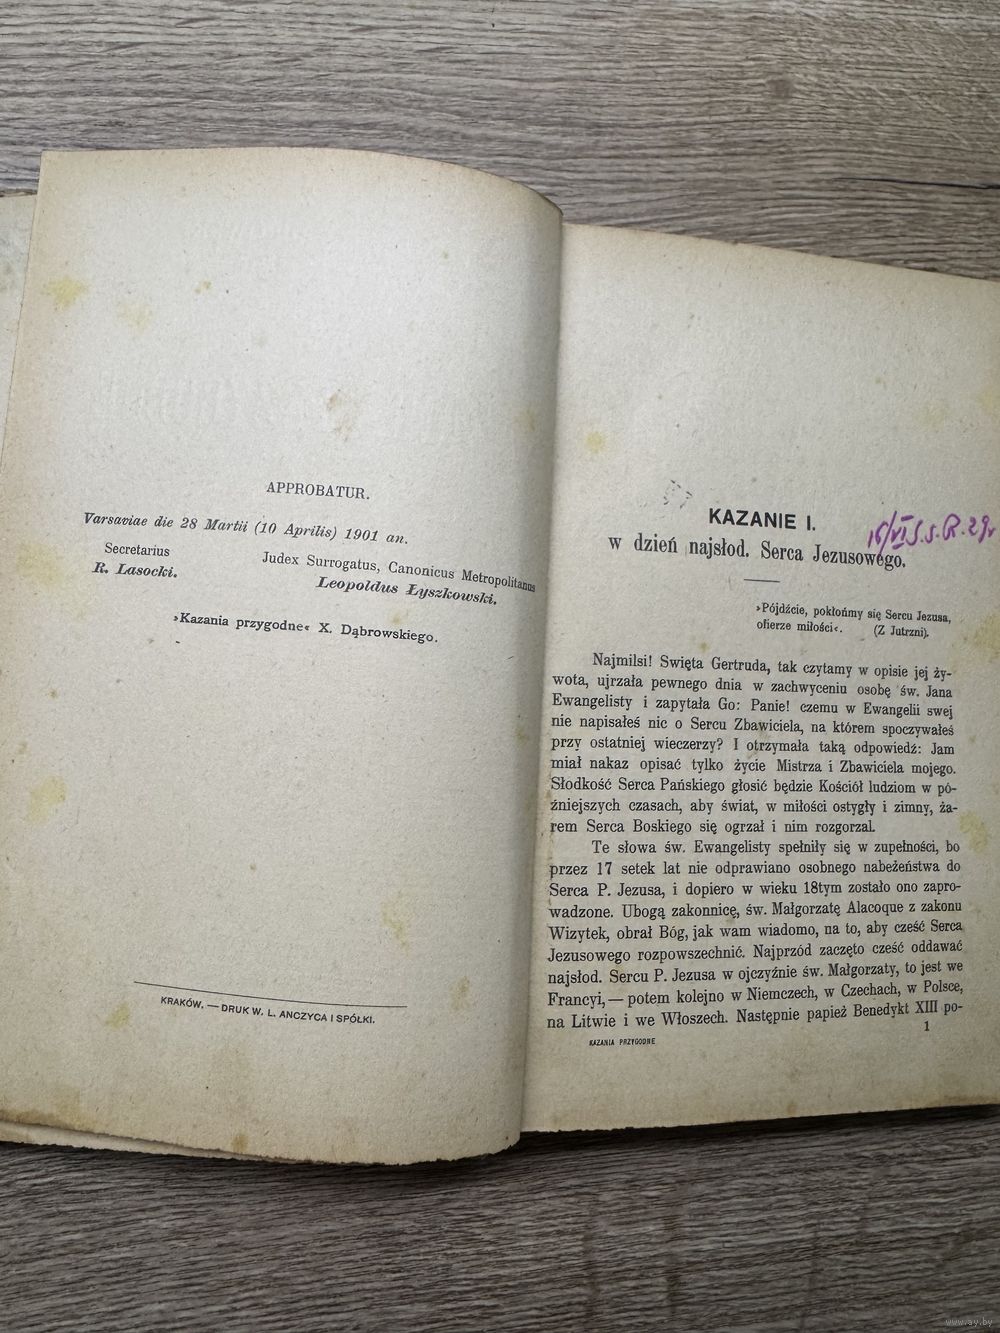 APPROBATUR.
Varsaviae die 28 Martii (10 Aprilis) 1901 an.
Secretarius
R. Lasocki.
Judex Surrogatus, Canonicus Metropolitanus
Leopoldus Łyszkowski.
»Kazania przygodne« X. Dąbrowskiego.
KRAKÓW. — DRUK W. L. ANCZYCA I SPÓŁKI.
KAZANIE I.
w dzień najsłod. Serca Jezusowego.
»Pójdźcie, pokłońmy się Sercu Jezusa,
ofierze miłości«. (Z Jutrzni).
Najmilsi! Swięta Gertruda, tak czytamy w opisie jej ży-
wota, ujrzała pewnego dnia w zachwyceniu osobę św. Jana
Ewangelisty i zapytała Go: Panie! czemu w Ewangelii swej
nie napisałeś nic o Sercu Zbawiciela, na którem spoczywałeś
przy ostatniej wieczerzy? I otrzymała taką odpowiedź: Jam
miał nakaz opisać tylko życie Mistrza i Zbawiciela mojego.
Słodkość Serca Pańskiego głosić będzie Kościół ludziom w pó-
źniejszych czasach, aby świat, w miłości ostygły i zimny, ża-
rem Serca Boskiego się ogrzał i nim rozgorzał.
Te słowa św. Ewangelisty spełniły się w zupełności, bo
przez 17 setek lat nie odprawiano osobnego nabeżeństwa do
Serca P. Jezusa, i dopiero w wieku 18tym zostało ono zapro-
wadzone. Ubogą zakonnicę, św. Małgorzatę Alacoque z zakonu
Wizytek, obrał Bóg, jak wam wiadomo, na to, aby cześć Serca
Jezusowego rozpowszechnić. Najprzód zaczęto cześć oddawać
najsłod. Sercu P. Jezusa w ojczyźnie św. Małgorzaty, to jest we
Francyi, — potem kolejno w Niemczech, w Czechach, w Polsce,
na Litwie i we Włoszech. Następnie papież Benedykt XIII po-
KAZANIA PRZYGODNE
1
www.ay.by